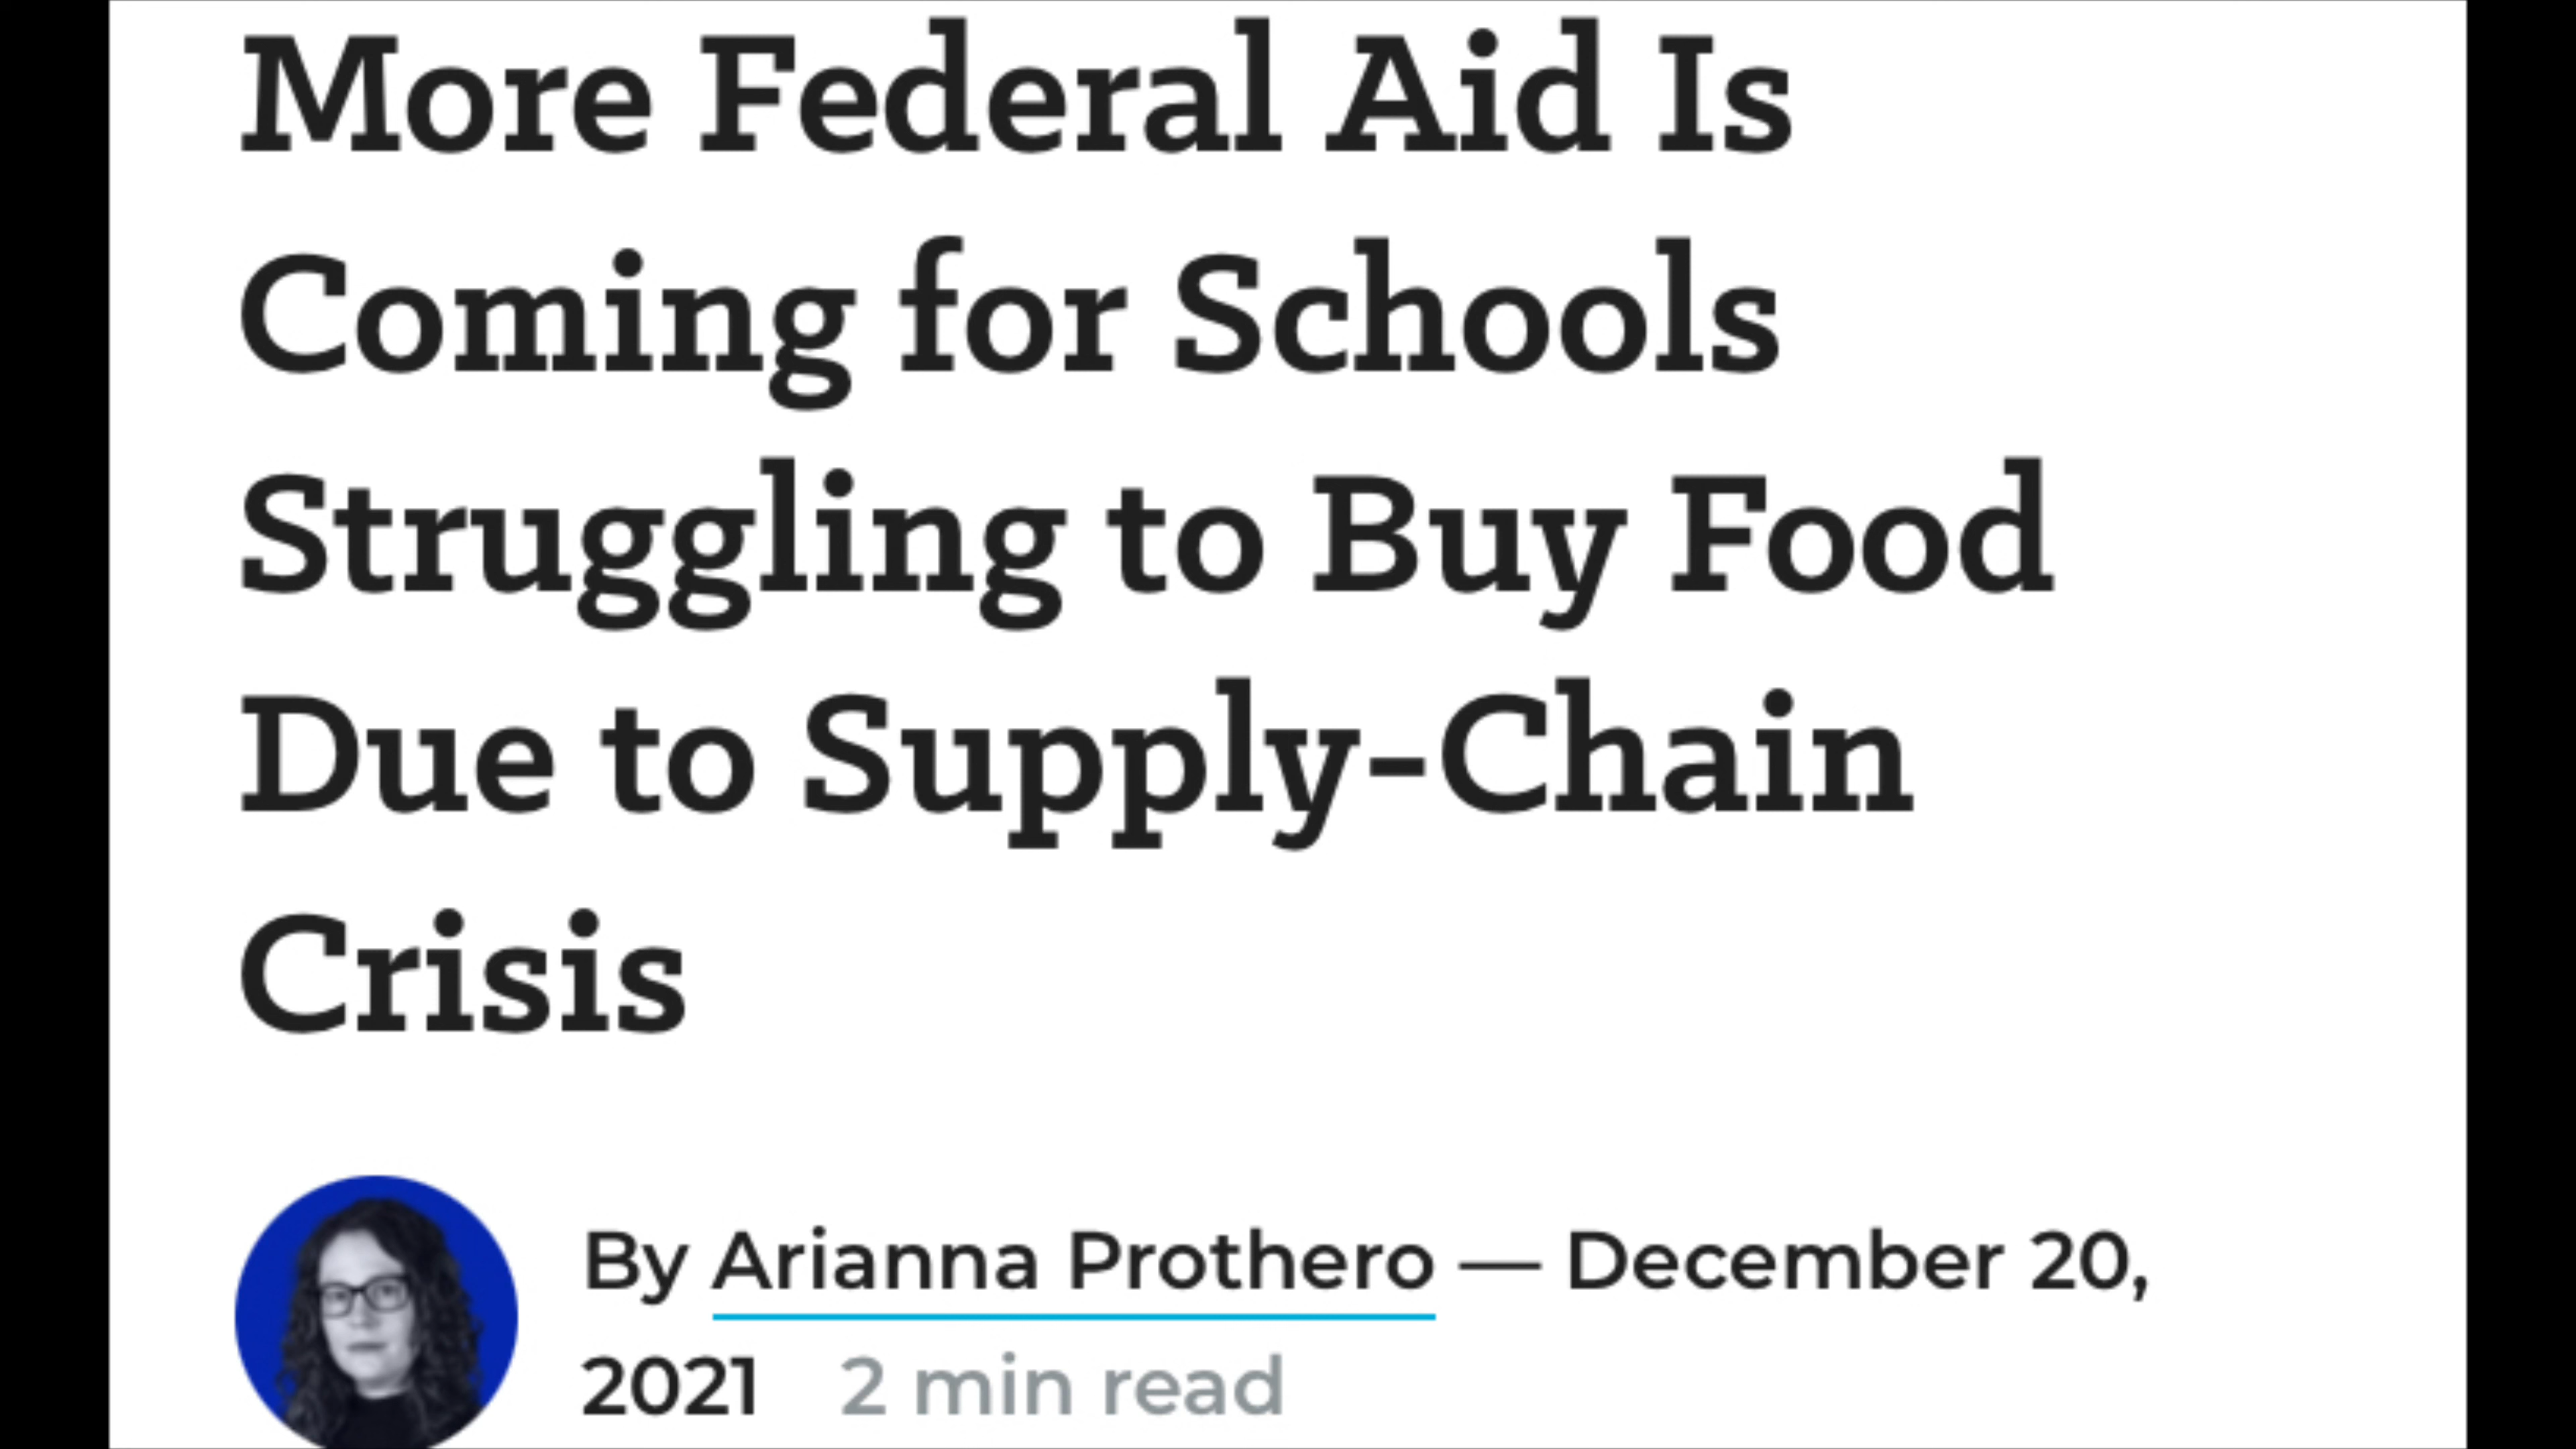 More Federal Aid Is
Coming for Schools
Struggling to Buy Food
Due to Supply-Chain
Crisis
By Arianna Prothero — December 20,
2021 2 min read